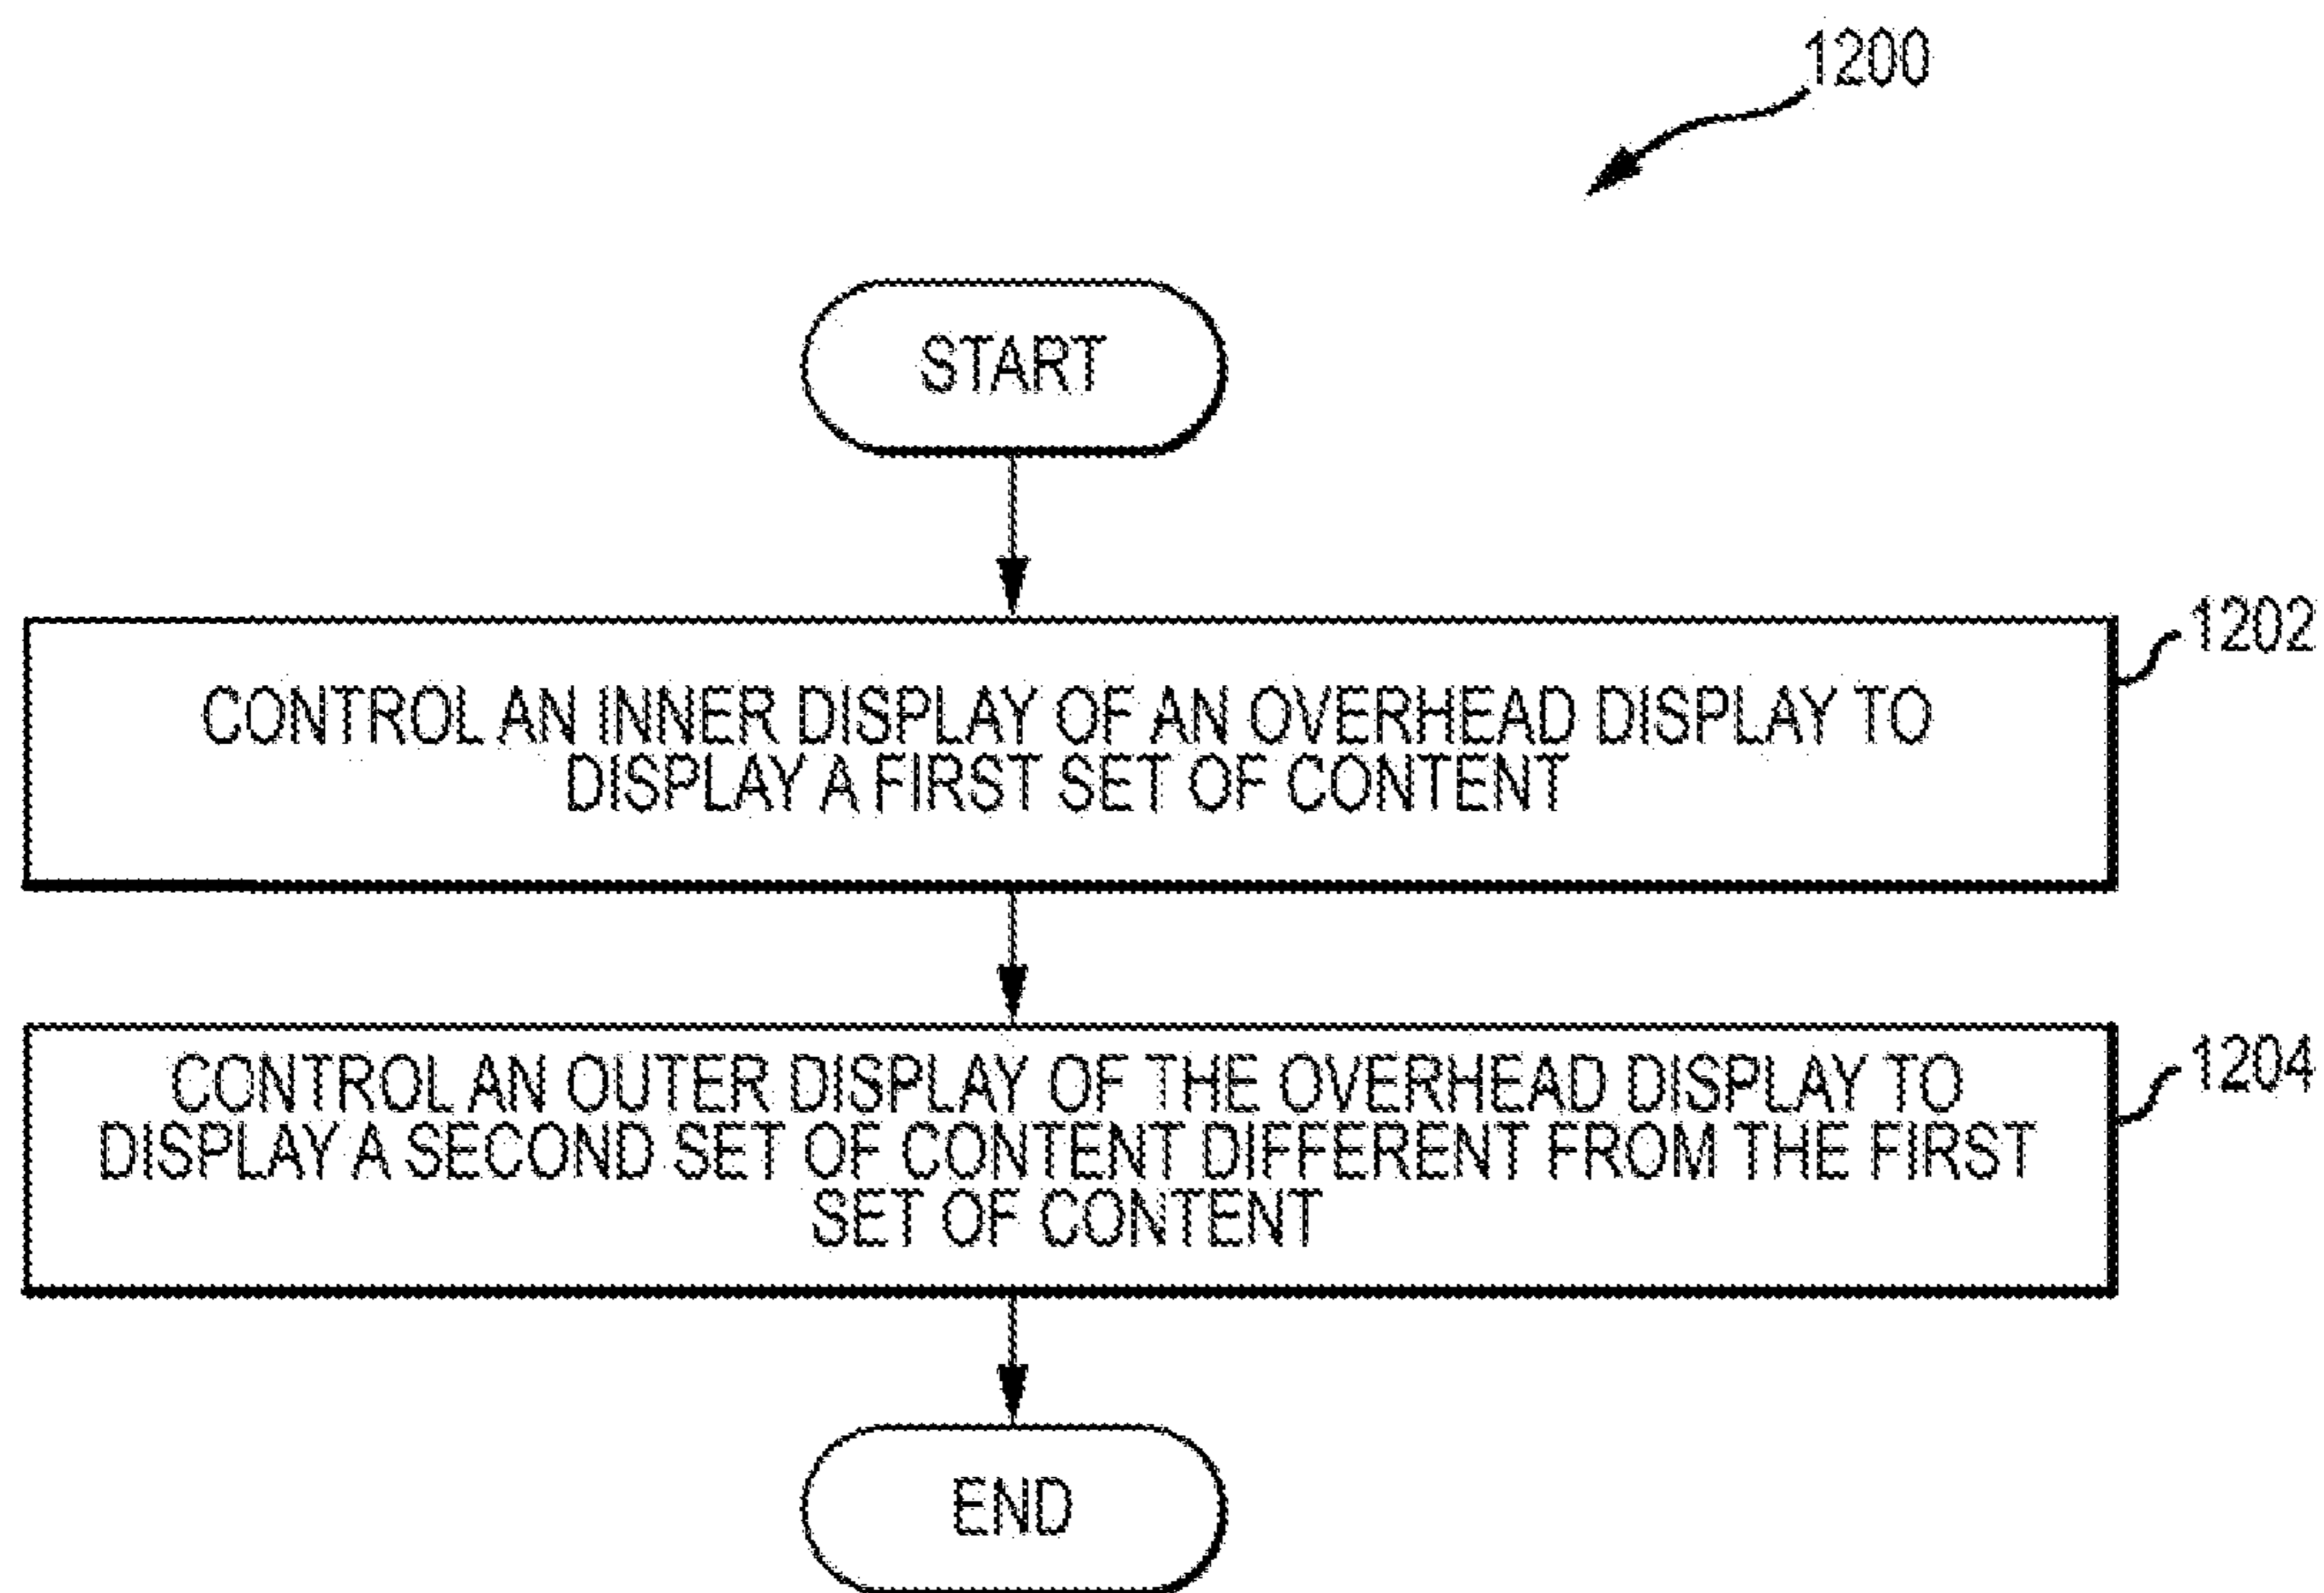 1200
START
1202
CONTROL AN INNER DISPLAY OF AN OVERHEAD DISPLAY TO
DISPLAY A FIRST SET OF CONTENT
1204
CONTROL AN OUTER DISPLAY OF THE OVERHEAD DISPLAY TO
DISPLAY A SECOND SET OF CONTENT DIFFERENT FROM THE FIRST
SET OF CONTENT
END